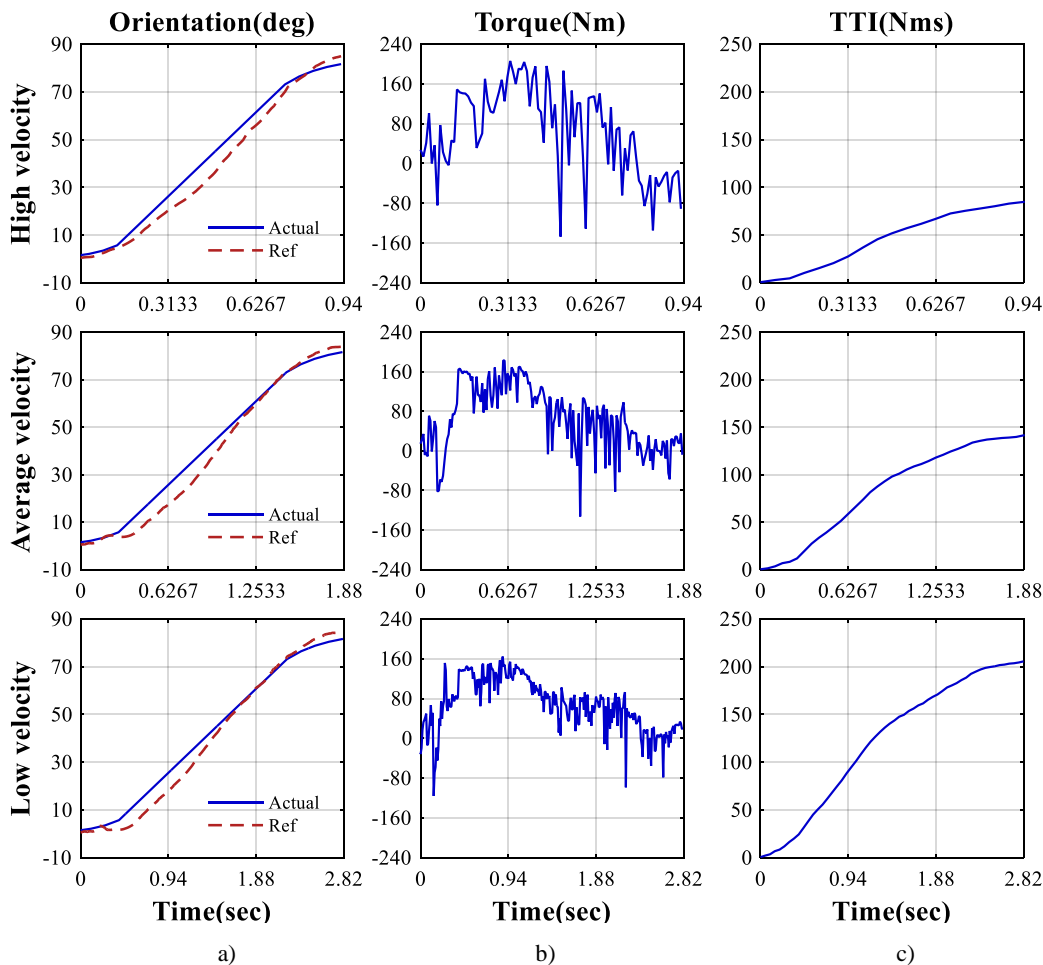 Orientation(deg) Torque(Nm) TTI(Nms)
High velocity
90
70
50
30
10
-10
Actual
Ref
0 0.3133 0.6267 0.94
240
160
80
0
-80
-160
-240
0 0.3133 0.6267 0.94
250
200
150
100
50
0
0 0.3133 0.6267 0.94
Average velocity
90
70
50
30
10
-10
Actual
Ref
0 0.6267 1.2533 1.88
240
160
80
0
-80
-160
-240
0 0.6267 1.2533 1.88
250
200
150
100
50
0
0 0.6267 1.2533 1.88
Low velocity
90
70
50
30
10
-10
Actual
Ref
0 0.94 1.88 2.82
Time(sec)
240
160
80
0
-80
-160
-240
0 0.94 1.88 2.82
Time(sec)
250
200
150
100
50
0
0 0.94 1.88 2.82
Time(sec)
a) b) c)